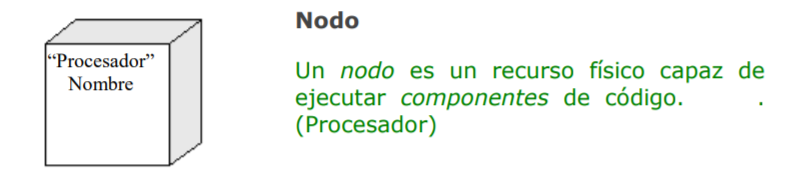 “Procesador”
Nombre
Nodo
Un nodo es un recurso físico capaz de
ejecutar componentes de código. .
(Procesador)